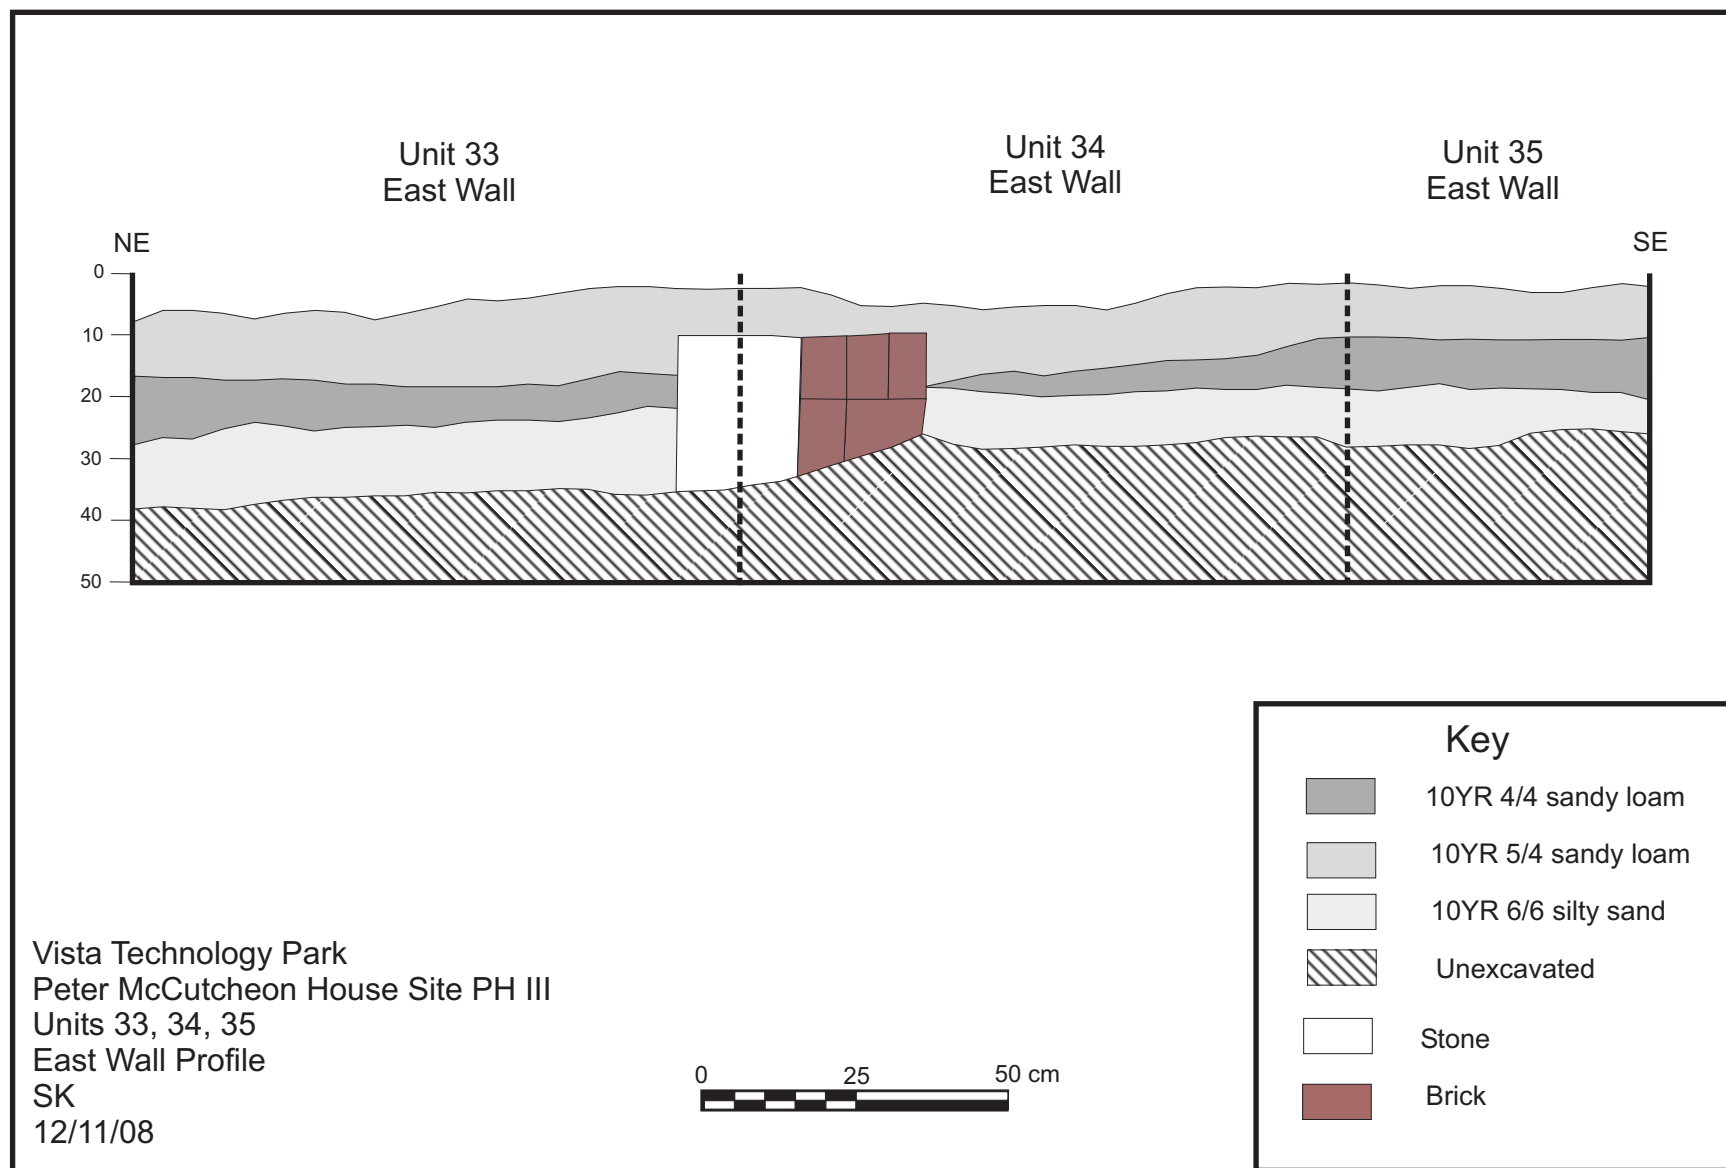 Unit 33
East Wall
Unit 34
East Wall
Unit 35
East Wall
NE
SE
0
10
20
30
40
50
Key
10YR 4/4 sandy loam
10YR 5/4 sandy loam
10YR 6/6 silty sand
Unexcavated
Stone
Brick
Vista Technology Park
Peter McCutcheon House Site PH III
Units 33, 34, 35
East Wall Profile
SK
12/11/08
0 25 50 cm